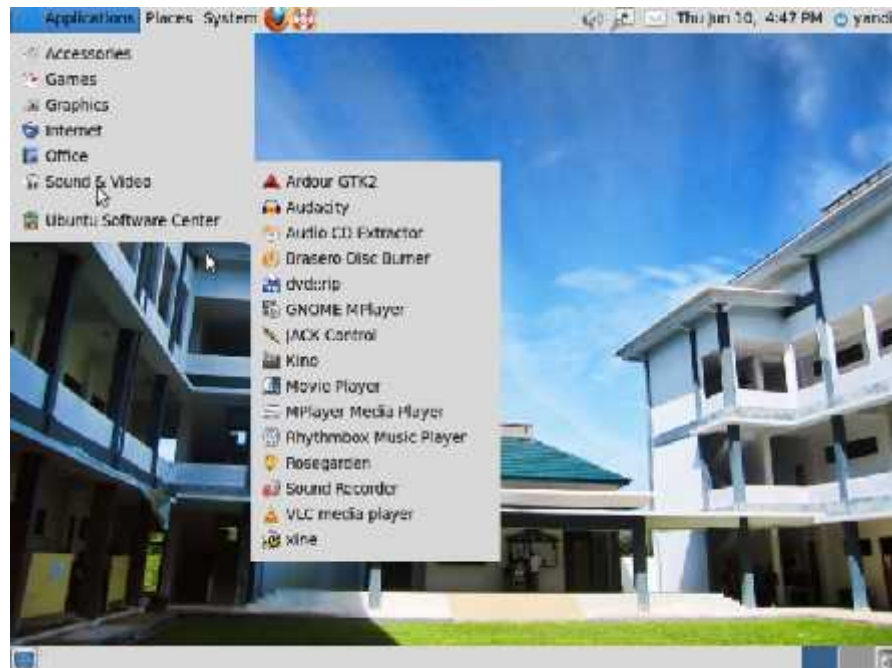 Applications Places System Thu Jun 10, 4:47 PM yandi
Accessories
Games
Graphics
Internet
Office
Sound & Video
Ubuntu Software Center
Ardour GTK2
Audacity
Audio CD Extractor
Brasero Disc Burner
dvd::rip
GNOME MPlayer
JACK Control
Kino
Movie Player
MPlayer Media Player
Rhythmbox Music Player
Rosegarden
Sound Recorder
VLC media player
xine